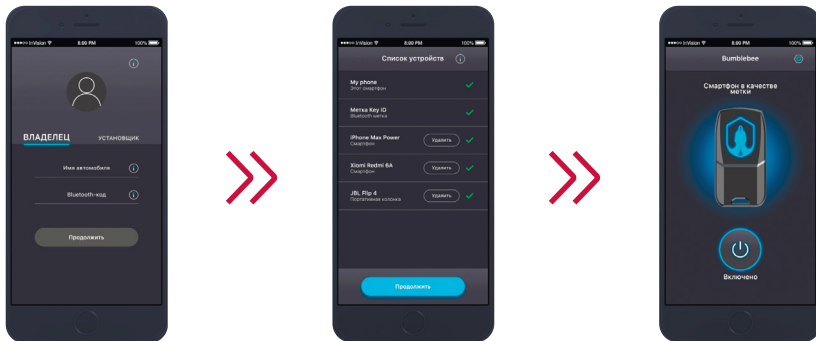 ●●●○○ InVision 8:00 PM 100%
ВЛАДЕЛЕЦ УСТАНОВЩИК
Имя автомобиля
Bluetooth-код
Продолжить
●●●○○ InVision 8:00 PM 100%
Список устройств
My phone
Этот смартфон
Метка Key ID
Bluetooth метка
iPhone Max Power
Смартфон
Удалить
Xiomi Redmi 6A
Смартфон
Удалить
JBL Flip 4
Портативная колонка
Удалить
Продолжить
●●●○○ InVision 8:00 PM 100%
Bumblebee
Смартфон в качестве
метки
Включено